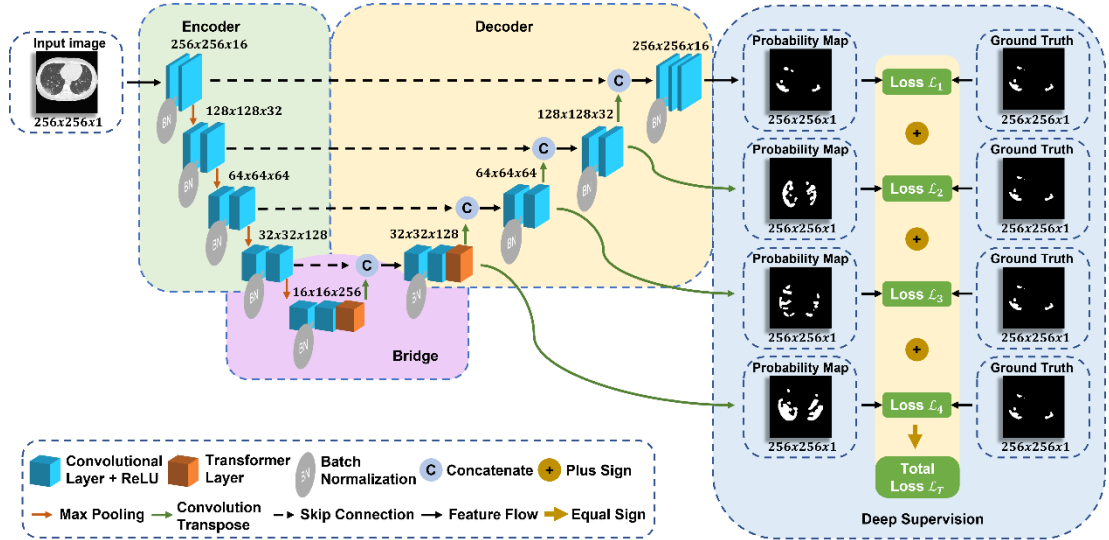 Encoder
Decoder
Input image
256x256x1
256x256x16
BN
128x128x32
BN
64x64x64
BN
32x32x128
BN
16x16x256
BN
Bridge
C
32x32x128
BN
C
64x64x64
BN
C
128x128x32
BN
C
256x256x16
BN
Probability Map
256x256x1
Loss ℒ1
Ground Truth
256x256x1
+
Probability Map
256x256x1
Loss ℒ2
Ground Truth
256x256x1
+
Probability Map
256x256x1
Loss ℒ3
Ground Truth
256x256x1
+
Probability Map
256x256x1
Loss ℒ4
Ground Truth
256x256x1
Total
Loss ℒT
Deep Supervision
Convolutional
Layer + ReLU
Transformer
Layer
BN
Batch
Normalization
C
Concatenate
+
Plus Sign
Max Pooling
Convolution
Transpose
Skip Connection
Feature Flow
Equal Sign